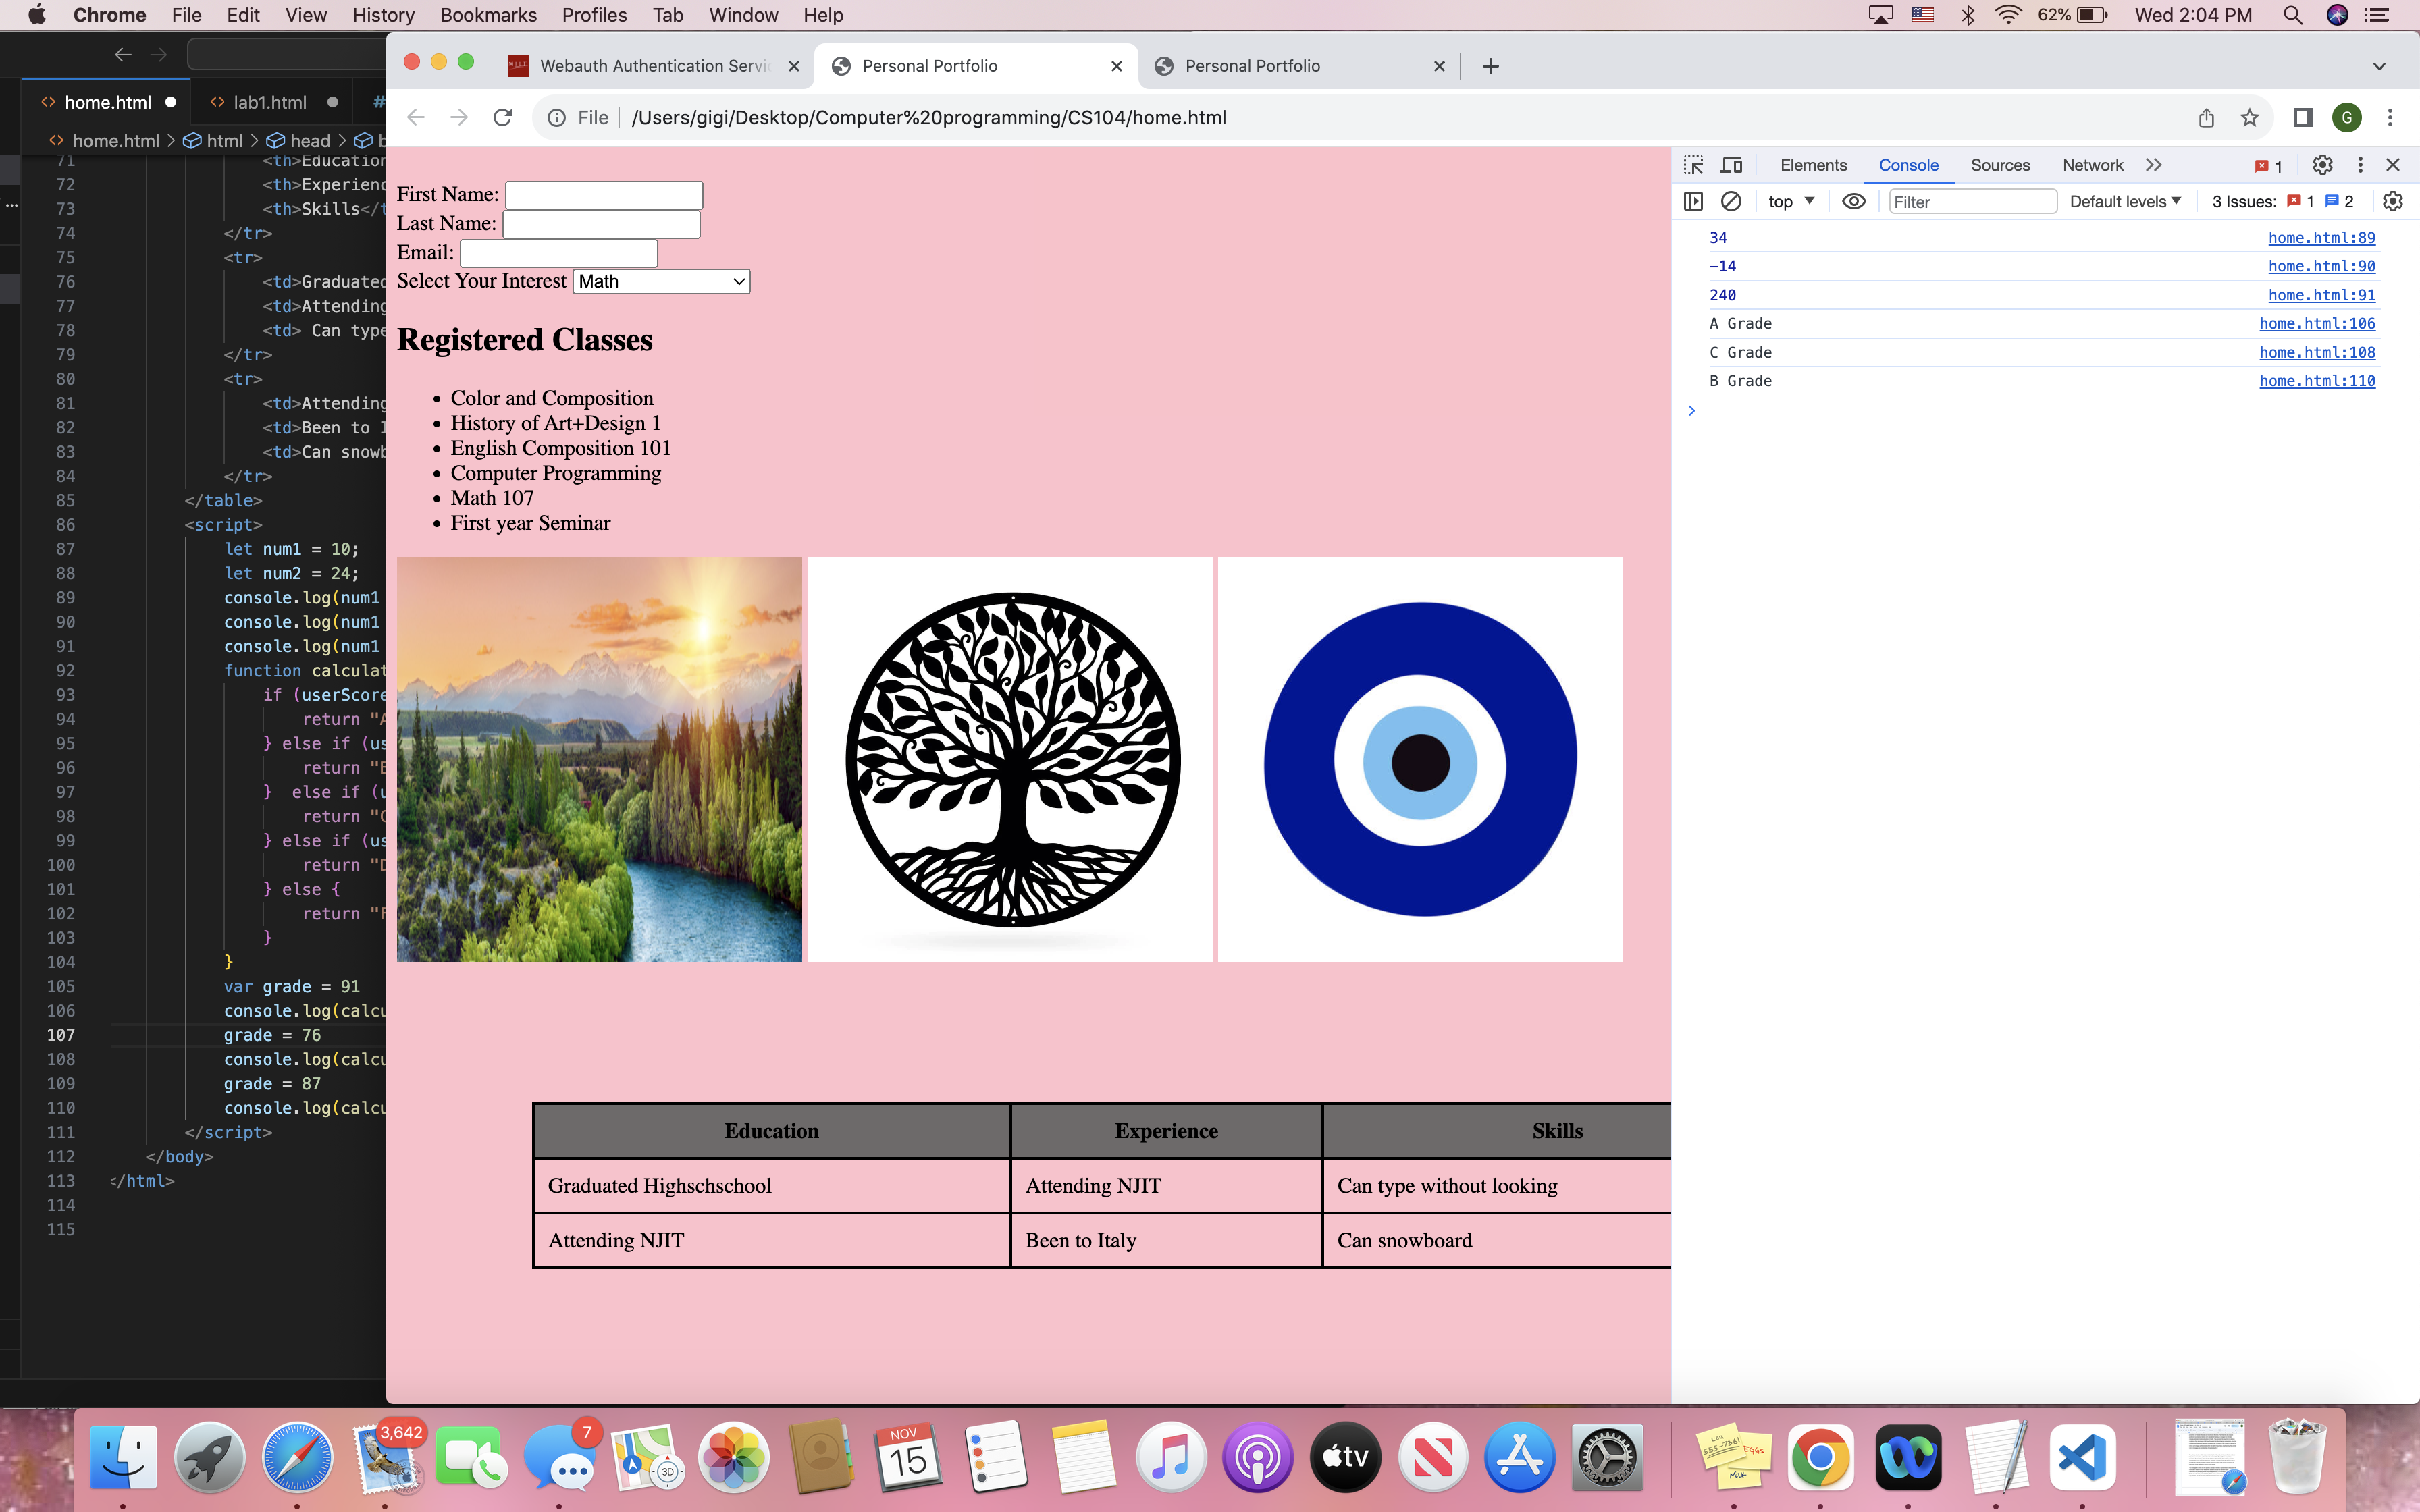 Chrome File Edit View History Bookmarks Profiles Tab Window Help 62% Wed 2:04 PM
home.html lab1.html #
home.html > html > head >
71 <th>Education
72 <th>Experienc
73 <th>Skills</t
74 </tr>
75 <tr>
76 <td>Graduated
77 <td>Attending
78 <td> Can type
79 </tr>
80 <tr>
81 <td>Attending
82 <td>Been to I
83 <td>Can snowb
84 </tr>
85 </table>
86 <script>
87 let num1 = 10;
88 let num2 = 24;
89 console.log(num1
90 console.log(num1
91 console.log(num1
92 function calculat
93 if (userScore
94 return "A
95 } else if (us
96 return "B
97 } else if (u
98 return "C
99 } else if (us
100 return "D
101 } else {
102 return "F
103 }
104 }
105 var grade = 91
106 console.log(calcu
107 grade = 76
108 console.log(calcu
109 grade = 87
110 console.log(calcu
111 </script>
112 </body>
113 </html>
114
115
Webauth Authentication Servi Personal Portfolio Personal Portfolio
File /Users/gigi/Desktop/Computer%20programming/CS104/home.html G
First Name:
Last Name:
Email:
Select Your Interest Math
Registered Classes
• Color and Composition
• History of Art+Design 1
• English Composition 101
• Computer Programming
• Math 107
• First year Seminar
Education Experience Skills
Graduated Highschschool Attending NJIT Can type without looking
Attending NJIT Been to Italy Can snowboard
Elements Console Sources Network 1
top Filter Default levels 3 Issues: 1 2
34 home.html:89
-14 home.html:90
240 home.html:91
A Grade home.html:106
C Grade home.html:108
B Grade home.html:110
3,642 7 3D NOV 15 tv